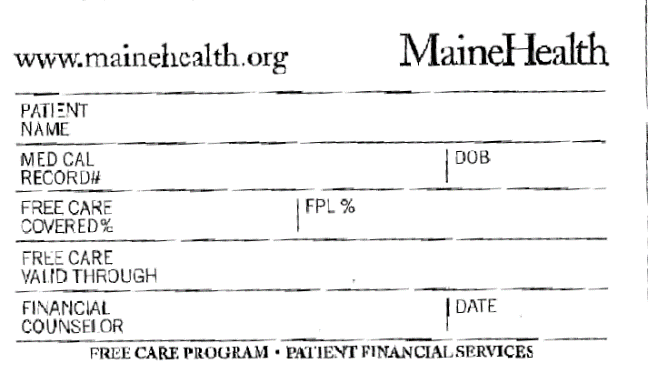 www.mainehealth.org MaineHealth
PATIENT
NAME
MEDICAL DOB
RECORD#
FREE CARE FPL %
COVERED%
FREE CARE
VALID THROUGH
FINANCIAL DATE
COUNSELOR
FREE CARE PROGRAM • PATIENT FINANCIAL SERVICES